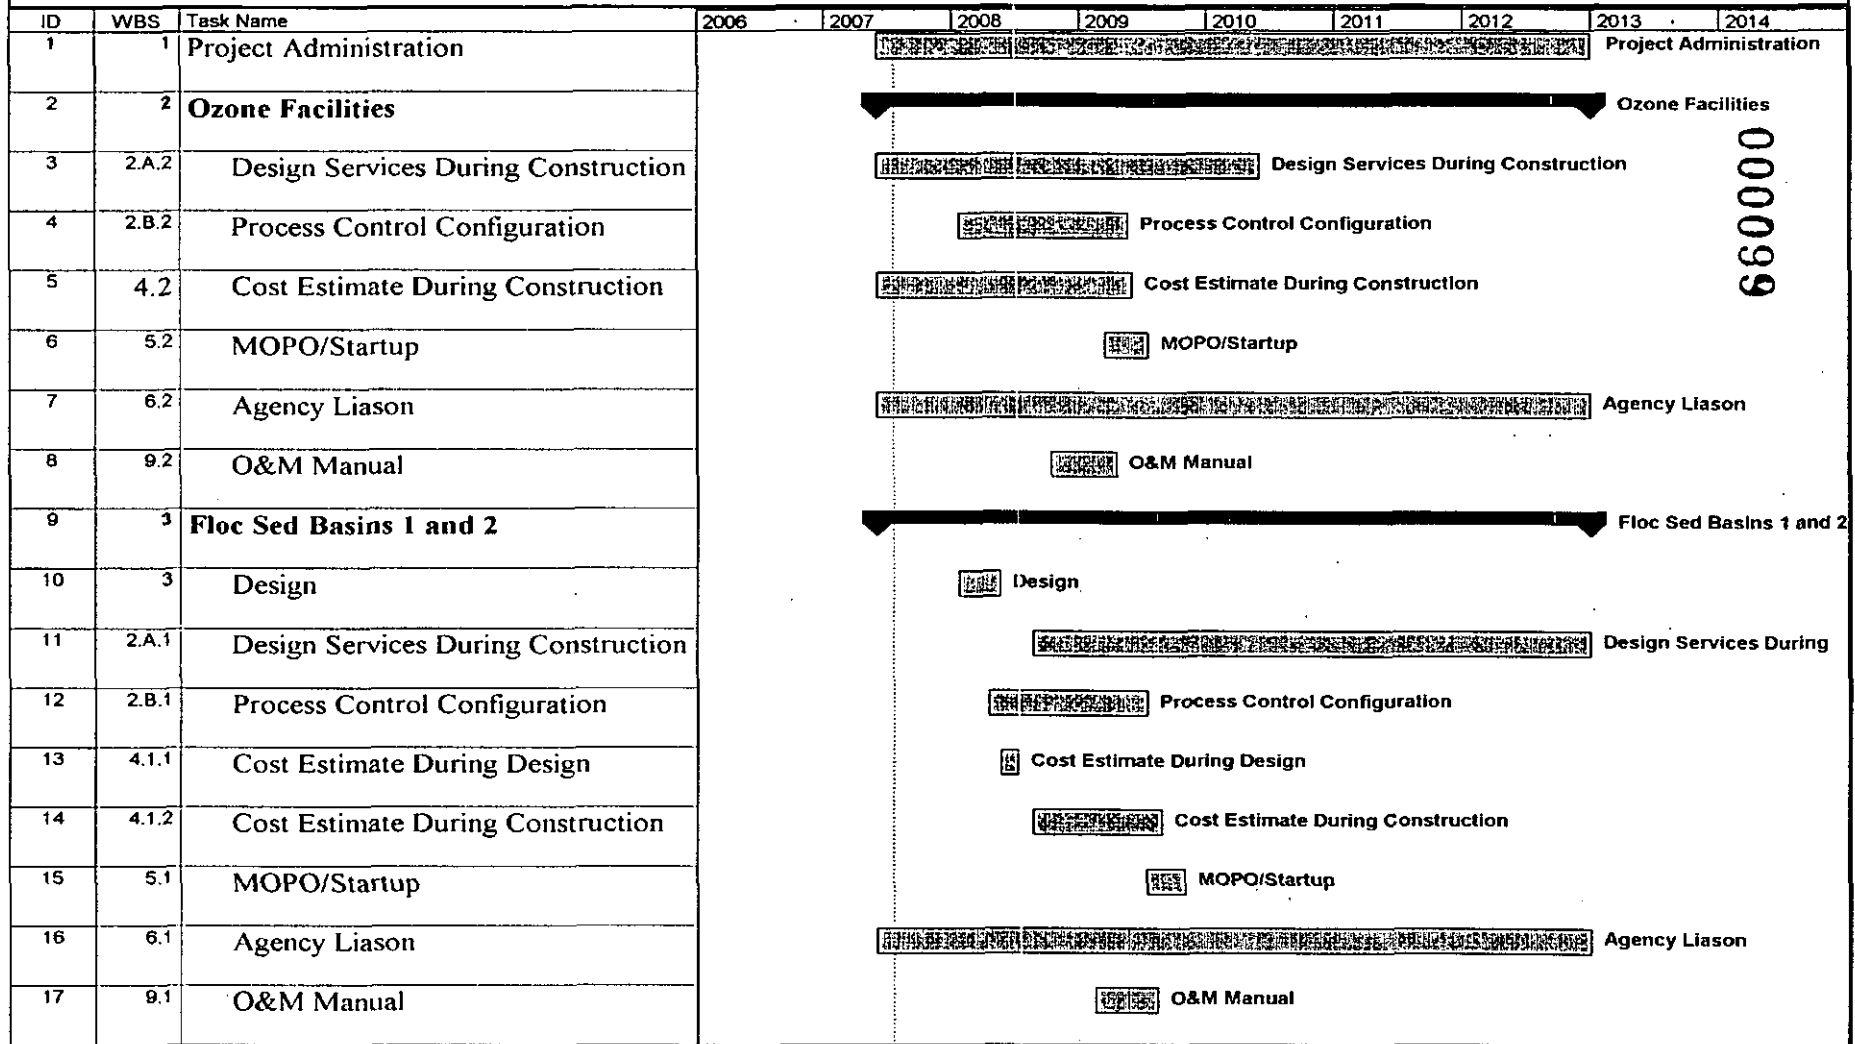 ID WBS Task Name 2006 2007 2008 2009 2010 2011 2012 2013 2014
1 1 Project Administration Project Administration
2 2 Ozone Facilities Ozone Facilities
3 2.A.2 Design Services During Construction Design Services During Construction
4 2.B.2 Process Control Configuration Process Control Configuration
5 4.2 Cost Estimate During Construction Cost Estimate During Construction
6 5.2 MOPO/Startup MOPO/Startup
7 6.2 Agency Liason Agency Liason
8 9.2 O&M Manual O&M Manual
9 3 Floc Sed Basins 1 and 2 Floc Sed Basins 1 and 2
10 3 Design Design
11 2.A.1 Design Services During Construction Design Services During
12 2.B.1 Process Control Configuration Process Control Configuration
13 4.1.1 Cost Estimate During Design Cost Estimate During Design
14 4.1.2 Cost Estimate During Construction Cost Estimate During Construction
15 5.1 MOPO/Startup MOPO/Startup
16 6.1 Agency Liason Agency Liason
17 9.1 O&M Manual O&M Manual
000099